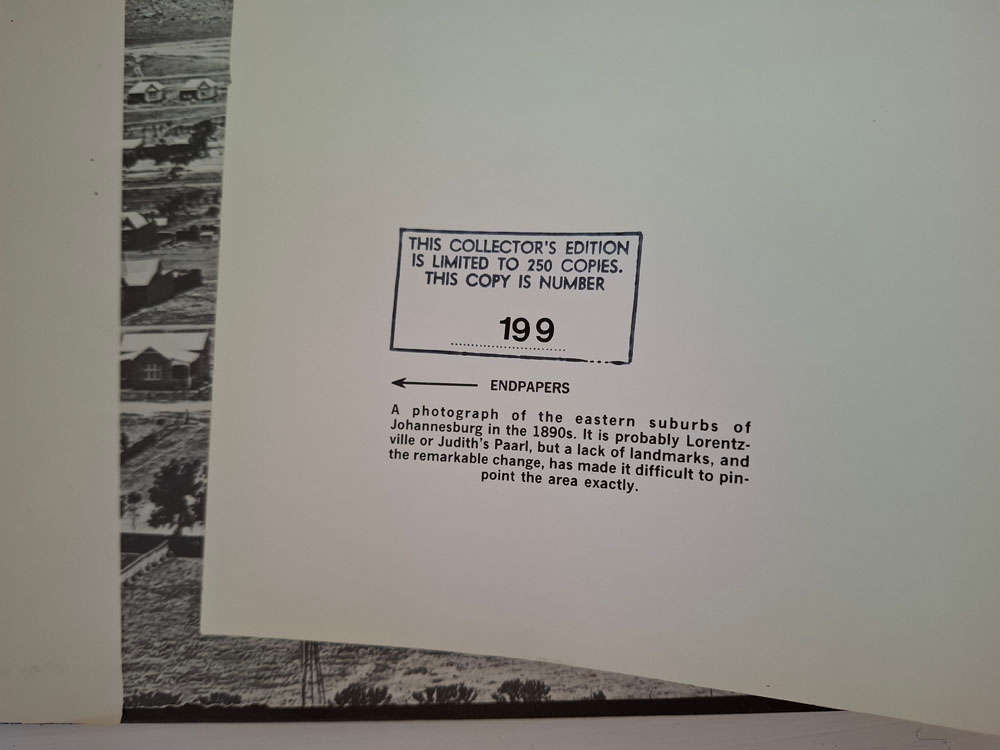 THIS COLLECTOR'S EDITION
IS LIMITED TO 250 COPIES.
THIS COPY IS NUMBER
199
ENDPAPERS
A photograph of the eastern suburbs of
Johannesburg in the 1890s. It is probably Lorentz-
ville or Judith's Paarl, but a lack of landmarks, and
the remarkable change, has made it difficult to pin-
point the area exactly.